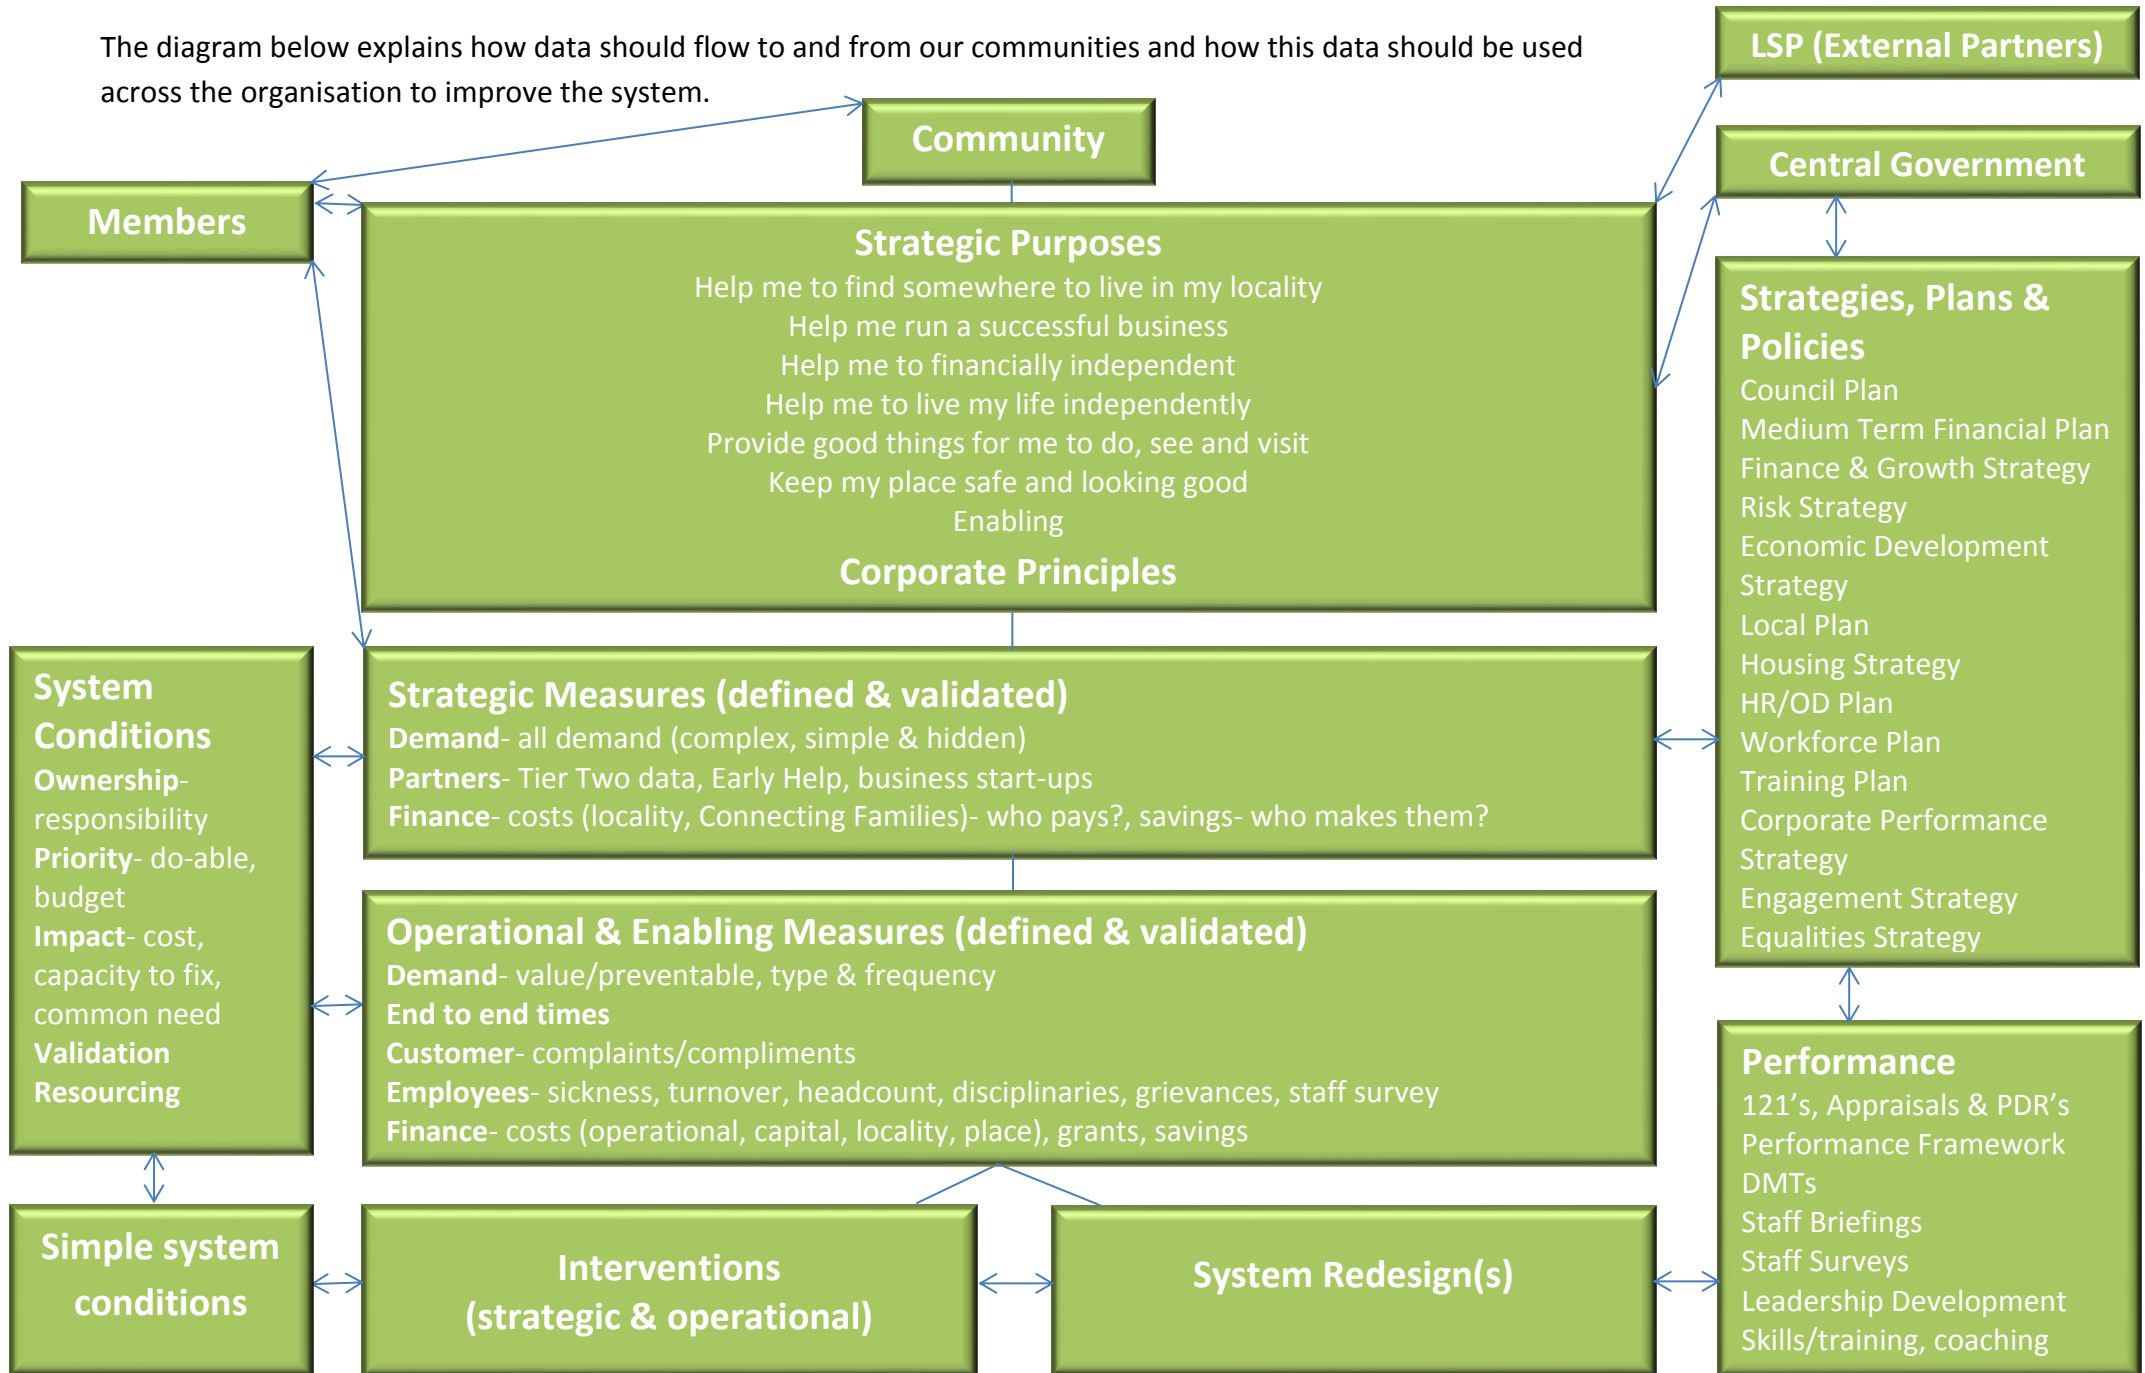 The diagram below explains how data should flow to and from our communities and how this data should be used
across the organisation to improve the system.
LSP (External Partners)
Community
Central Government
Members
Strategic Purposes
Help me to find somewhere to live in my locality
Help me run a successful business
Help me to financially independent
Help me to live my life independently
Provide good things for me to do, see and visit
Keep my place safe and looking good
Enabling
Corporate Principles
Strategies, Plans &
Policies
Council Plan
Medium Term Financial Plan
Finance & Growth Strategy
Risk Strategy
Economic Development
Strategy
Local Plan
Housing Strategy
HR/OD Plan
Workforce Plan
Training Plan
Corporate Performance
Strategy
Engagement Strategy
Equalities Strategy
System
Conditions
Ownership-
responsibility
Priority- do-able,
budget
Impact- cost,
capacity to fix,
common need
Validation
Resourcing
Strategic Measures (defined & validated)
Demand- all demand (complex, simple & hidden)
Partners- Tier Two data, Early Help, business start-ups
Finance- costs (locality, Connecting Families)- who pays?, savings- who makes them?
Operational & Enabling Measures (defined & validated)
Demand- value/preventable, type & frequency
End to end times
Customer- complaints/compliments
Employees- sickness, turnover, headcount, disciplinaries, grievances, staff survey
Finance- costs (operational, capital, locality, place), grants, savings
Performance
121's, Appraisals & PDR's
Performance Framework
DMTs
Staff Briefings
Staff Surveys
Leadership Development
Skills/training, coaching
Simple system
conditions
Interventions
(strategic & operational)
System Redesign(s)